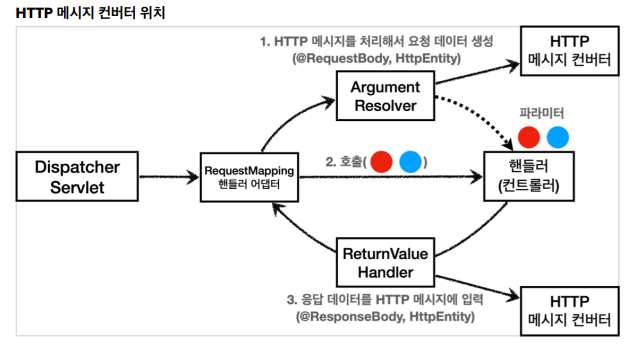 HTTP 메시지 컨버터 위치
1. HTTP 메시지를 처리해서 요청 데이터 생성
(@RequestBody, HttpEntity)
HTTP
메시지 컨버터
Argument
Resolver
파라미터
Dispatcher
Servlet
RequestMapping
핸들러 어댑터
2. 호출( )
핸들러
(컨트롤러)
ReturnValue
Handler
3. 응답 데이터를 HTTP 메시지에 입력
(@ResponseBody, HttpEntity)
HTTP
메시지 컨버터